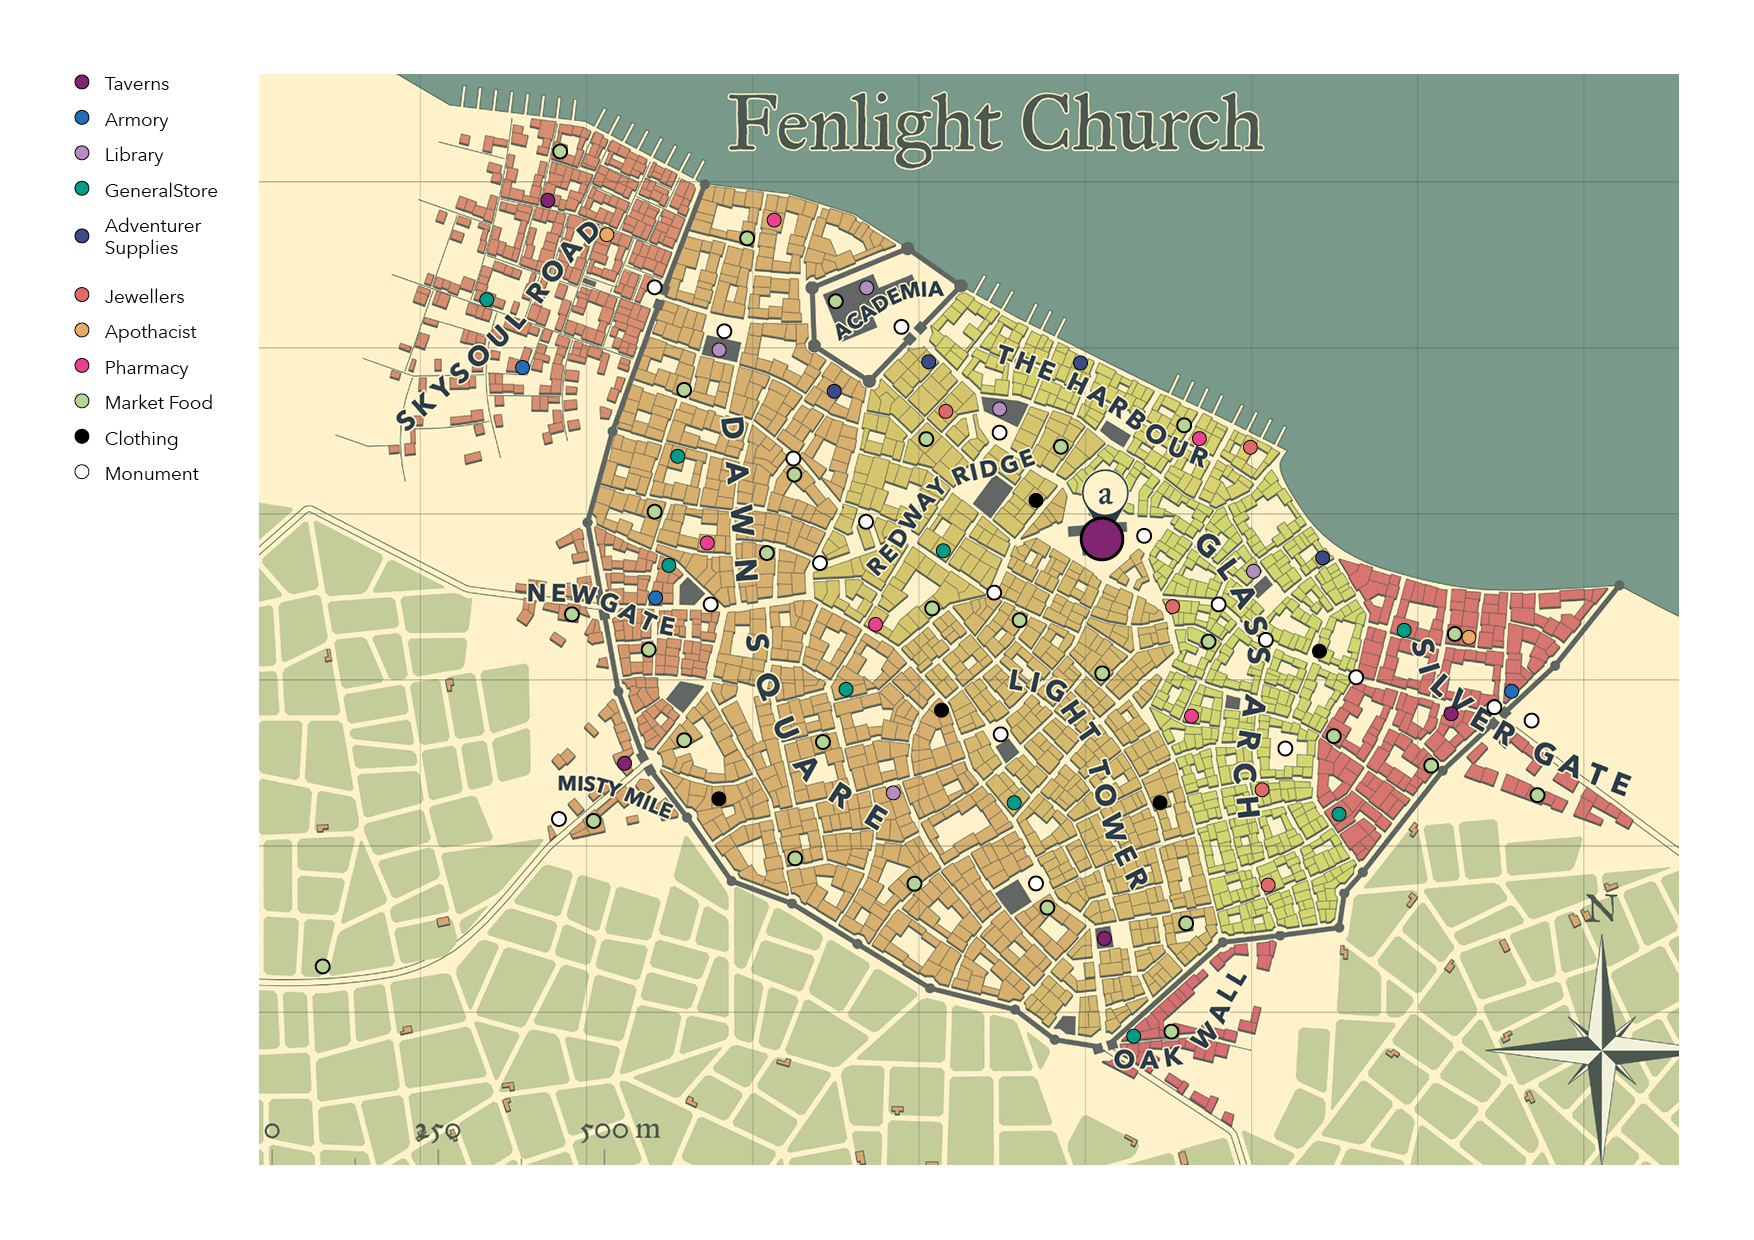 Fenlight Church
Taverns
Armory
Library
GeneralStore
Adventurer
Supplies
Jewellers
Apothacist
Pharmacy
Market Food
Clothing
Monument
SKYSOUL ROAD
ACADEMIA
THE HARBOUR
DAWN SQUARE
REDWAY RIDGE
a
GLASS ARCH
NEWGATE
LIGHT TOWER
SILVER GATE
MISTY MILE
OAK WALL
N
0 250 500 m